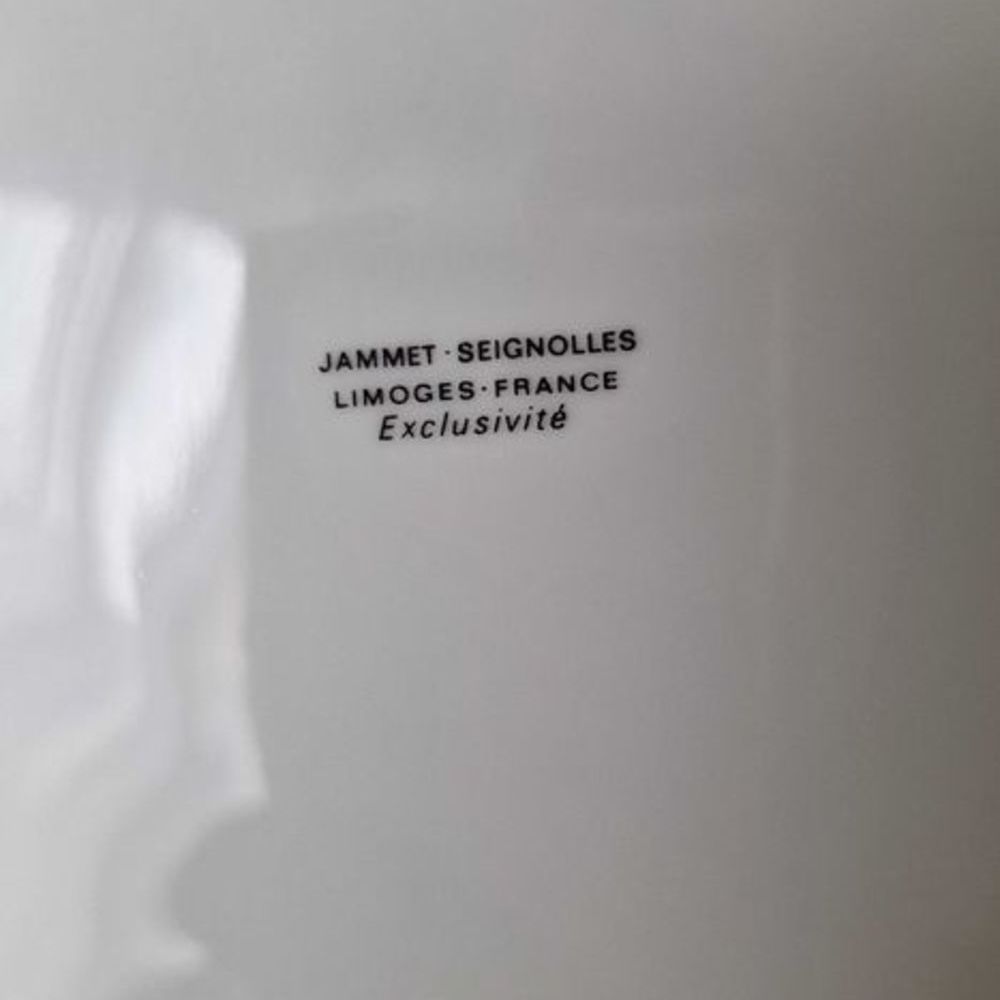 JAMMET · SEIGNOLLES
LIMOGES · FRANCE
Exclusivité